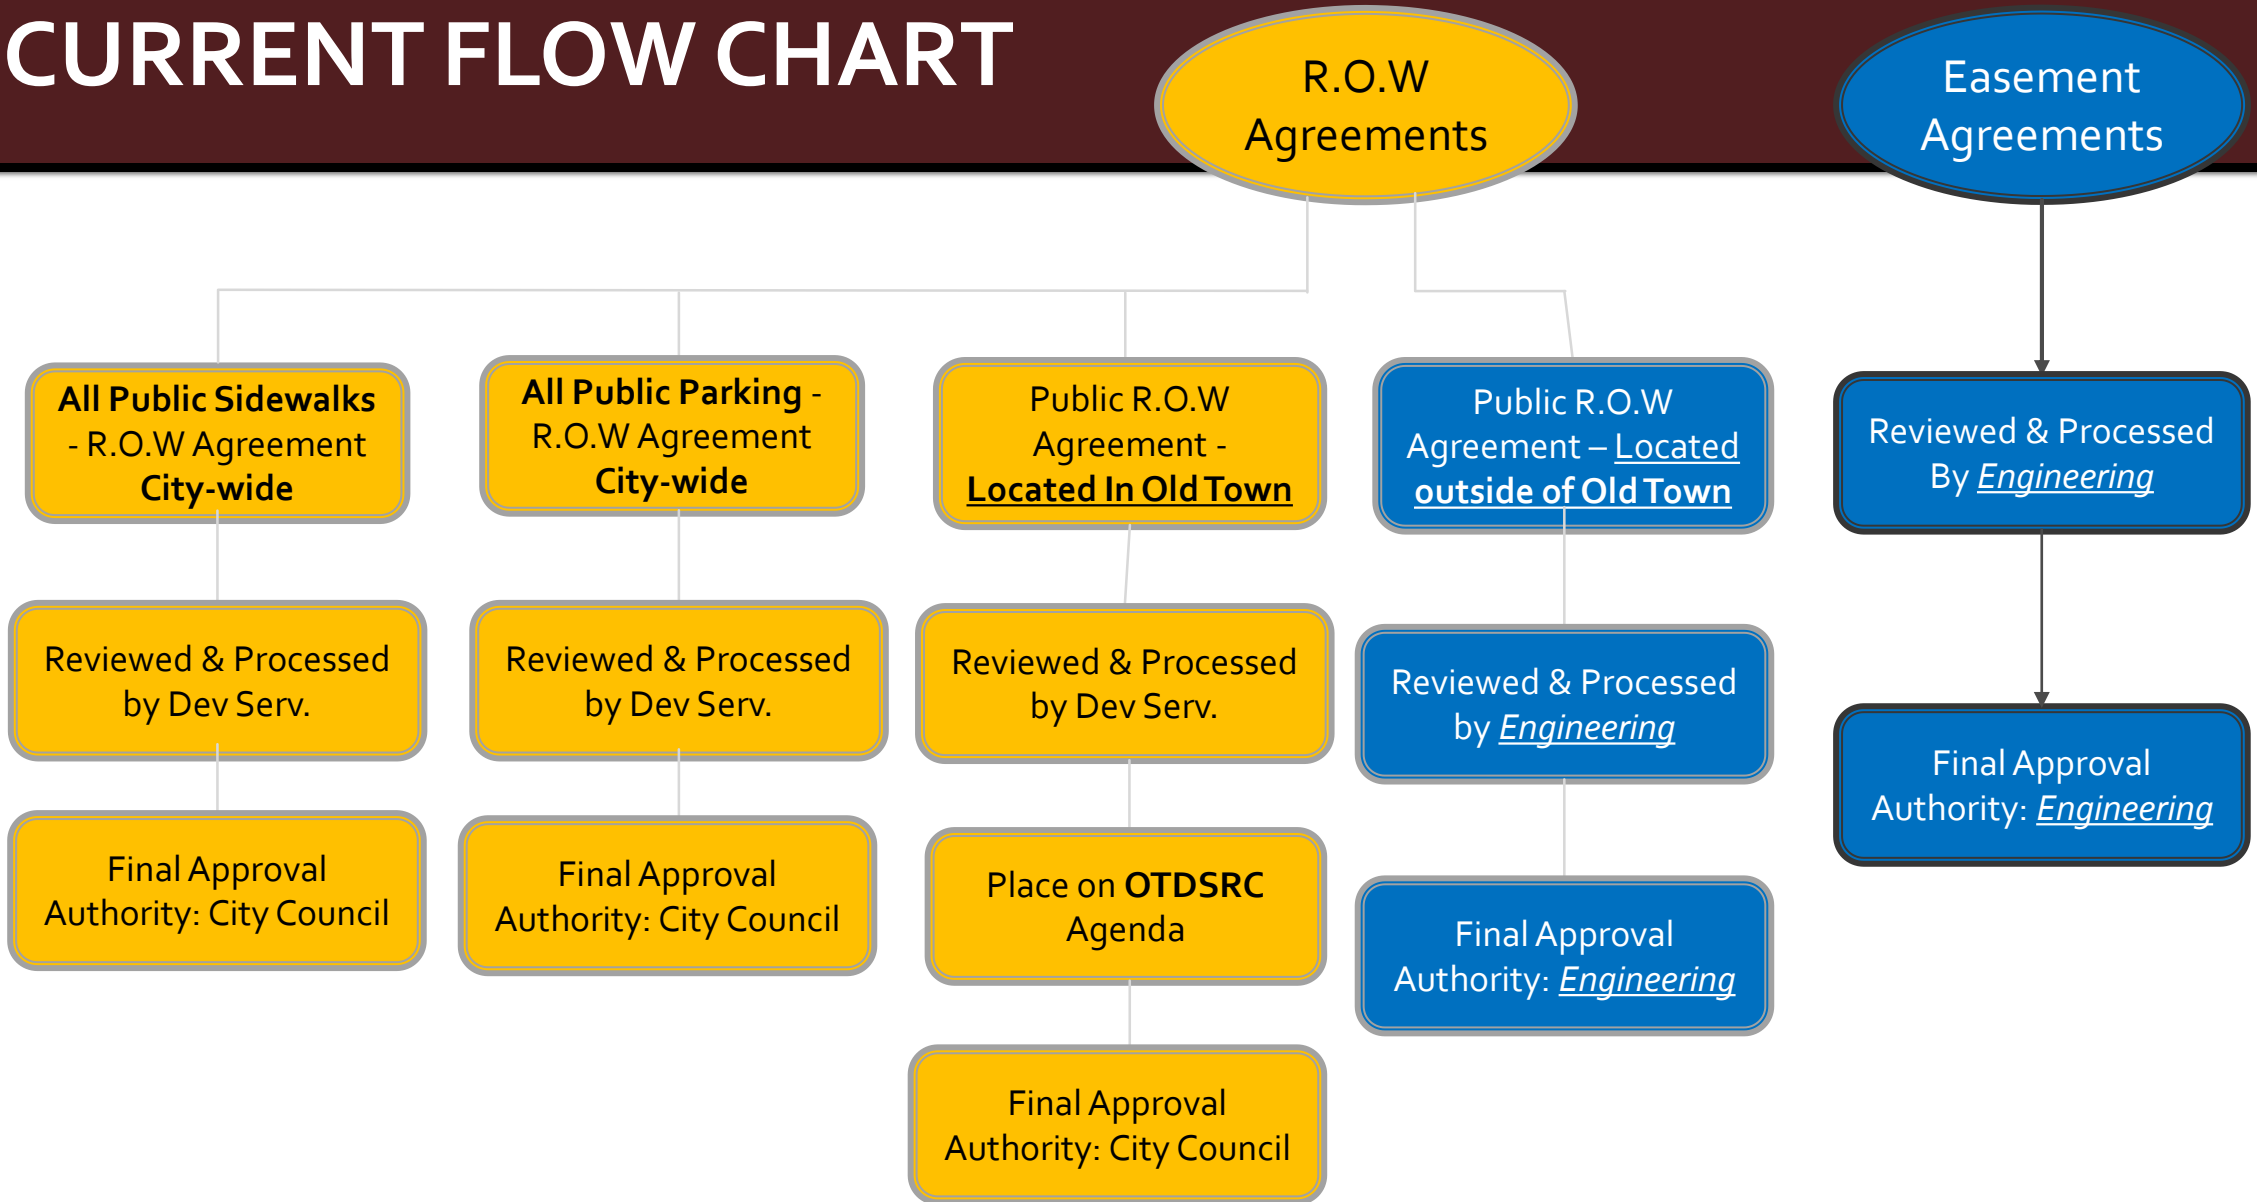 CURRENT FLOW CHART
R.O.W
Agreements
Easement
Agreements
All Public Sidewalks
- R.O.W Agreement
City-wide
All Public Parking -
R.O.W Agreement
City-wide
Public R.O.W
Agreement -
Located In Old Town
Public R.O.W
Agreement – Located
outside of Old Town
Reviewed & Processed
By Engineering
Reviewed & Processed
by Dev Serv.
Reviewed & Processed
by Dev Serv.
Reviewed & Processed
by Dev Serv.
Reviewed & Processed
by Engineering
Final Approval
Authority: Engineering
Final Approval
Authority: City Council
Final Approval
Authority: City Council
Place on OTDSRC
Agenda
Final Approval
Authority: Engineering
Final Approval
Authority: City Council